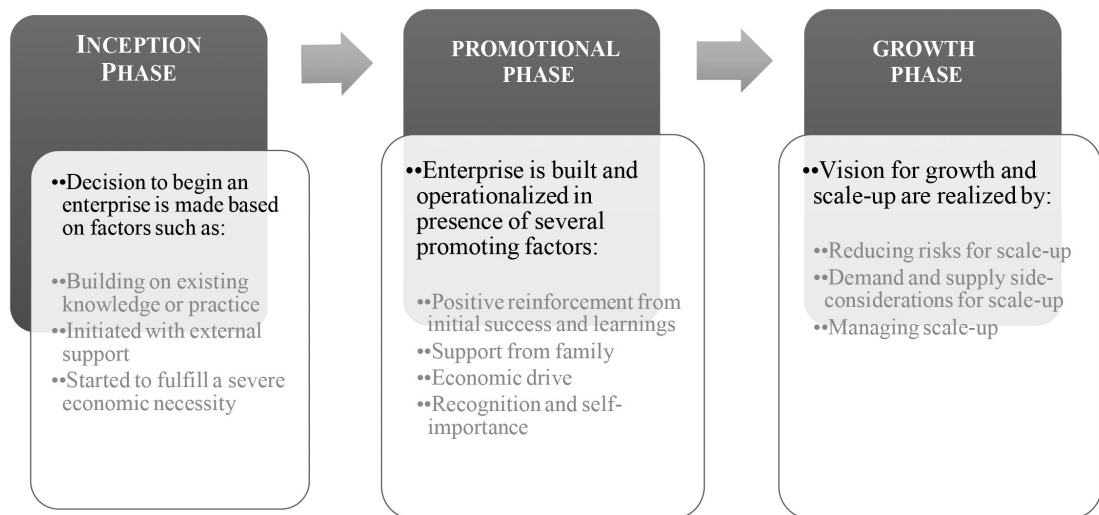 INCEPTION
PHASE
••Decision to begin an
enterprise is made based
on factors such as:
••Building on existing
knowledge or practice
••Initiated with external
support
••Started to fulfill a severe
economic necessity
PROMOTIONAL
PHASE
••Enterprise is built and
operationalized in
presence of several
promoting factors:
••Positive reinforcement from
initial success and learnings
••Support from family
••Economic drive
••Recognition and self-
importance
GROWTH
PHASE
••Vision for growth and
scale-up are realized by:
••Reducing risks for scale-up
••Demand and supply side-
considerations for scale-up
••Managing scale-up